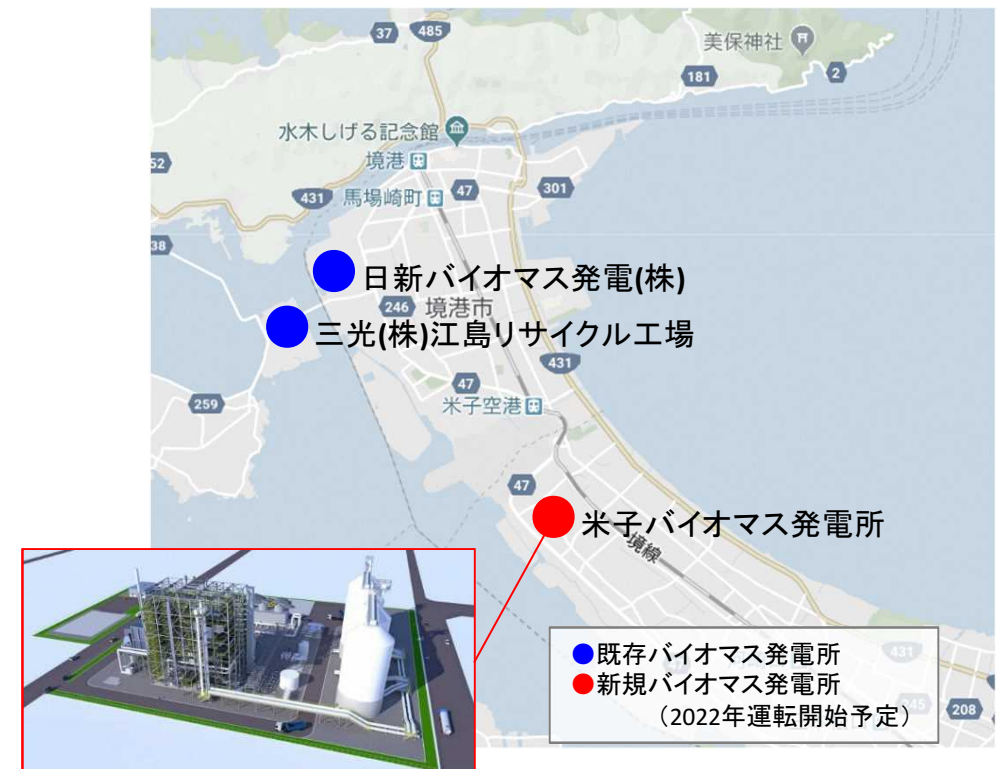 37
485
美保神社
181
2
水木しげる記念館
境港
52
431
馬場崎町
47
301
38
日新バイオマス発電(株)
246
境港市
三光(株)江島リサイクル工場
431
47
259
米子空港
47
米子バイオマス発電所
境線
●既存バイオマス発電所
●新規バイオマス発電所
（2022年運転開始予定）
431
47
245
208